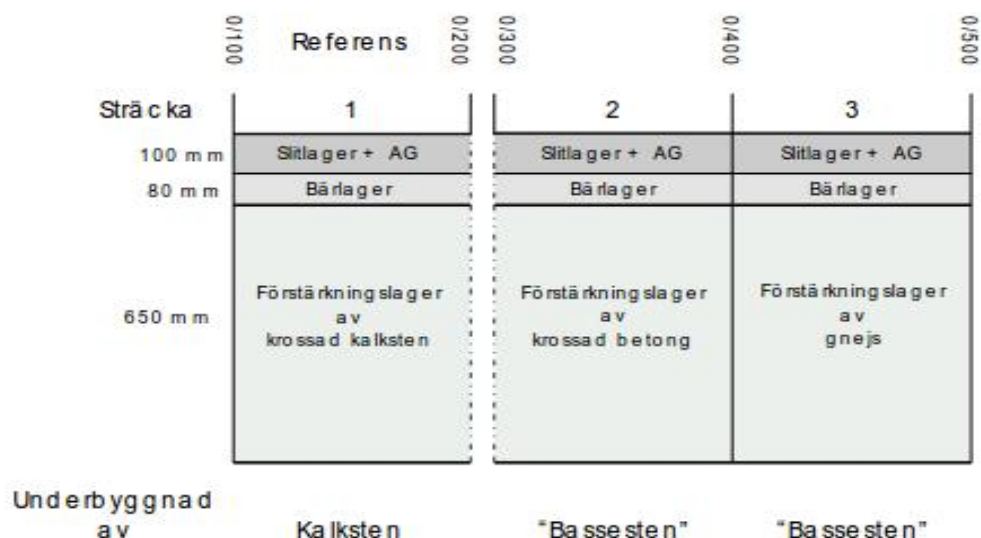 0/100
Referens
0/200
0/300
0/400
0/500
Sträcka
1
2
3
100 mm
Slitlager + AG
Slitlager + AG
Slitlager + AG
80 mm
Bärlager
Bärlager
Bärlager
650 mm
Förstärkningslager
av
krossad kalksten
Förstärkningslager
av
krossad betong
Förstärkningslager
av
gnejs
Underbyggnad
av
Kalksten
"Bassesten"
"Bassesten"